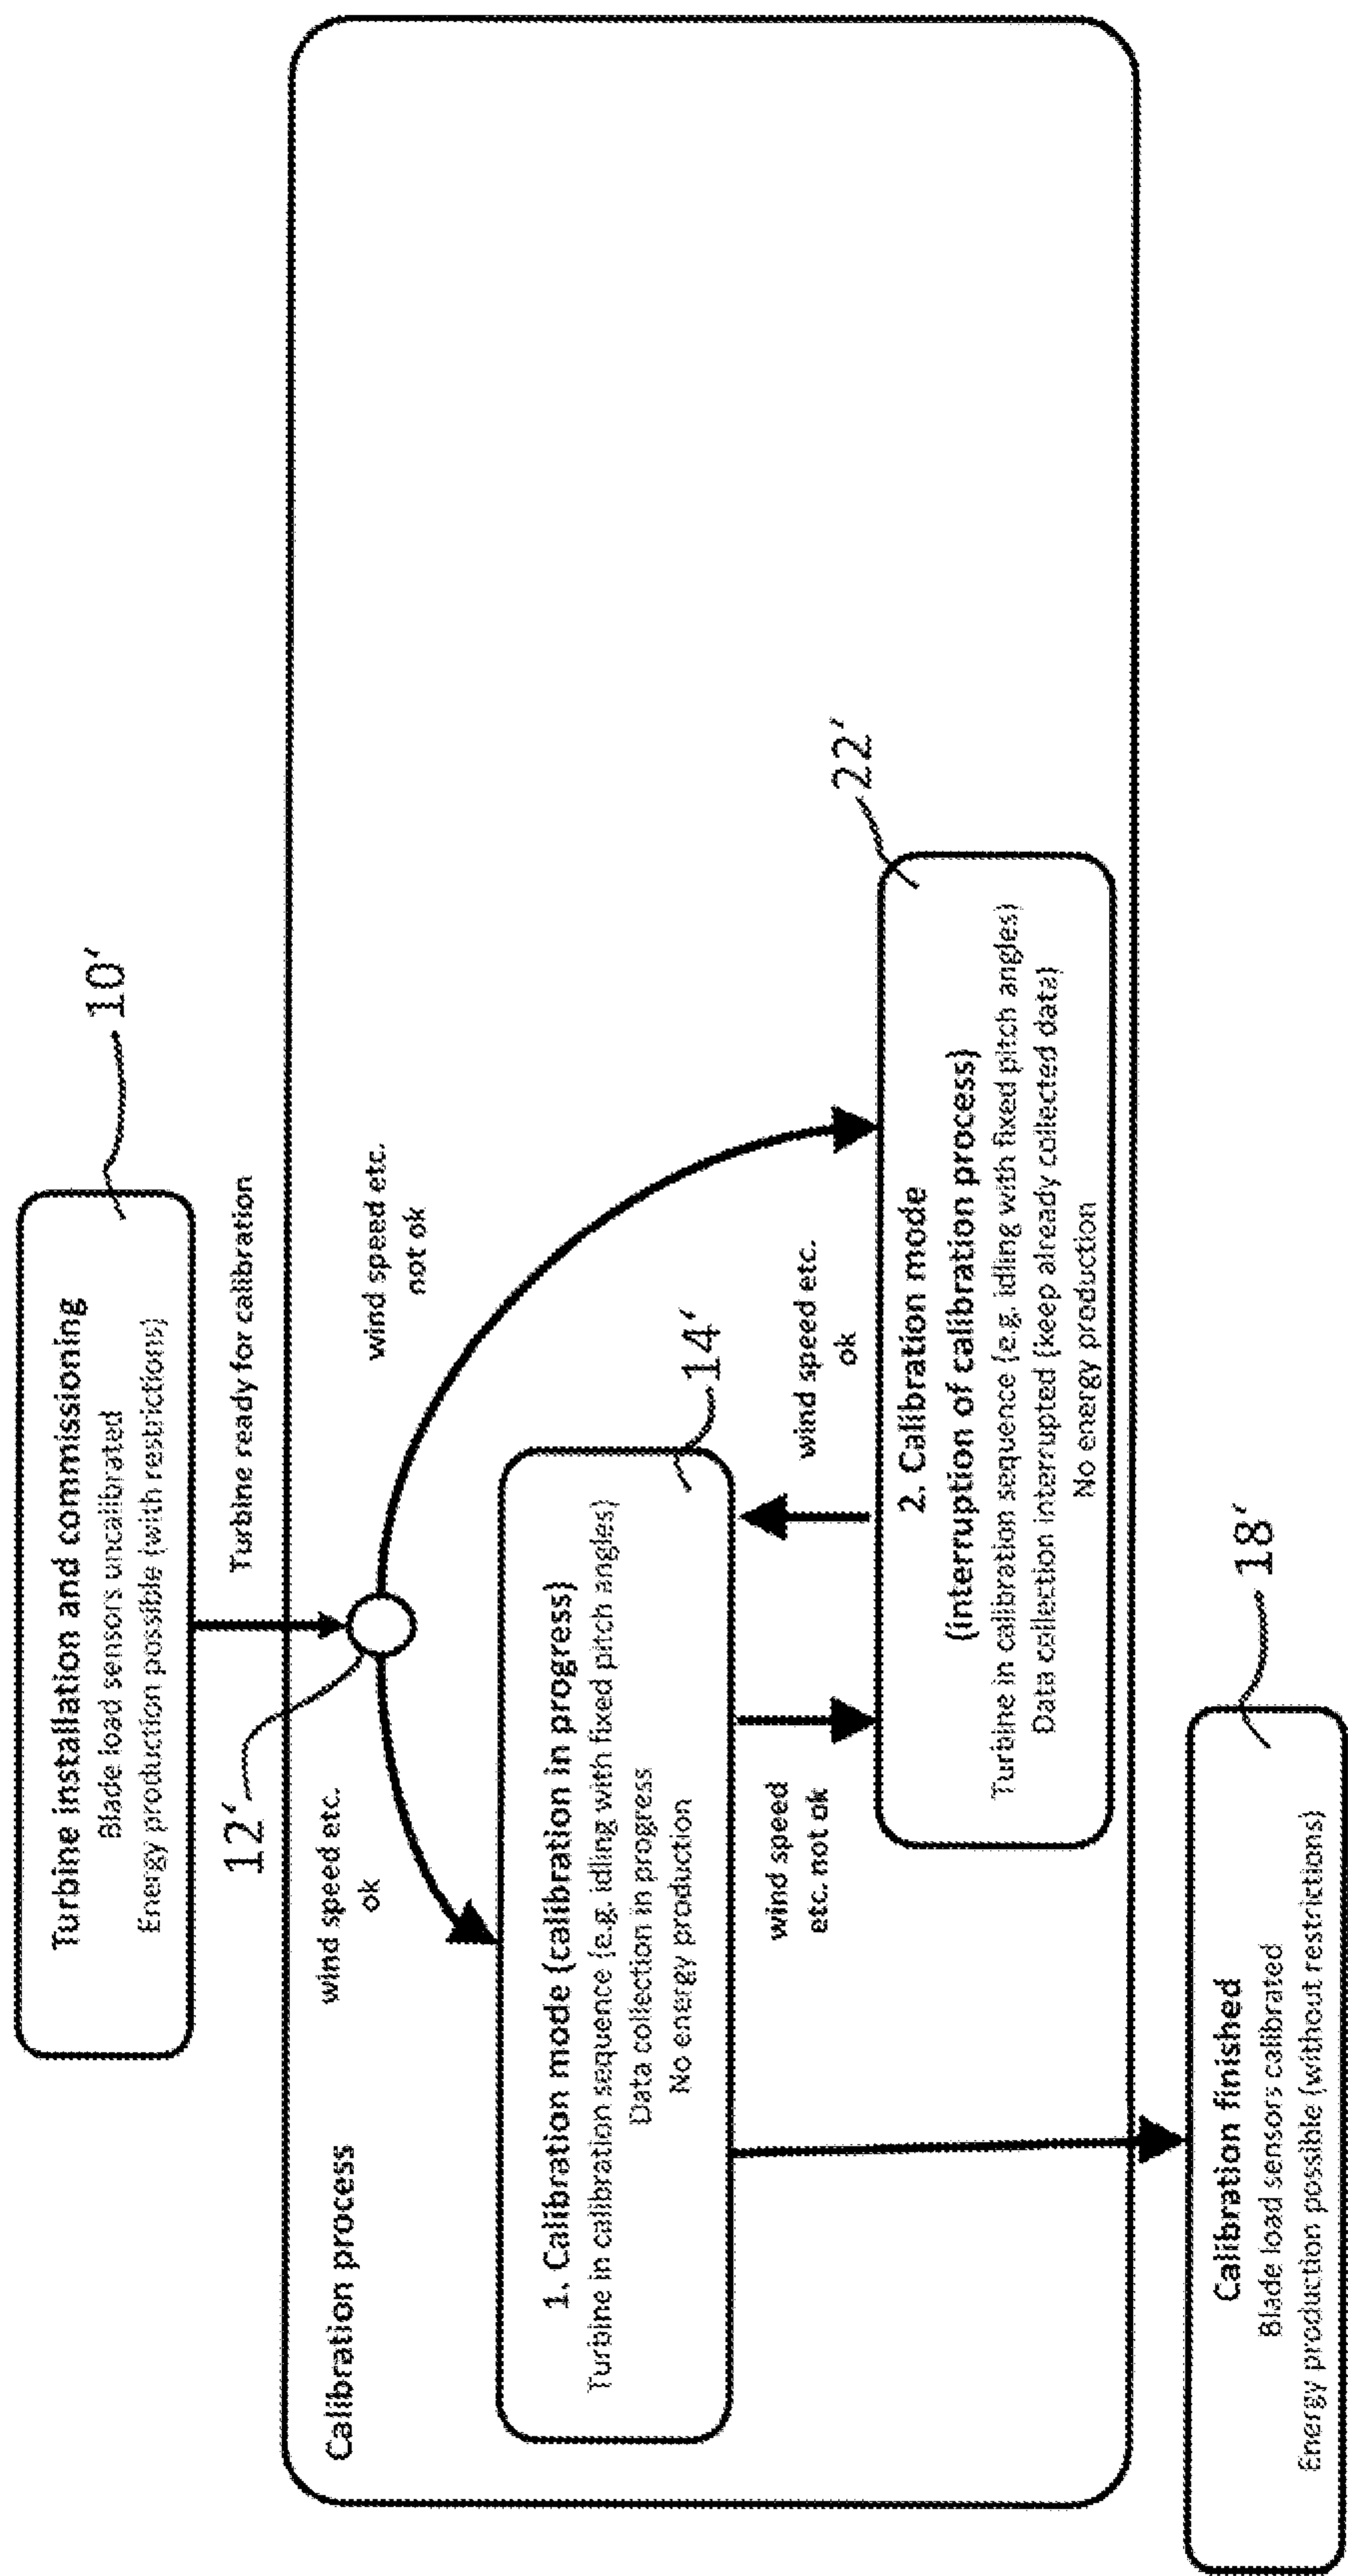 Turbine installation and commissioning
Blade load sensors uncalibrated
Energy production possible (with restrictions)
10‘
Turbine ready for calibration
12‘
Calibration process
wind speed etc.
ok
wind speed etc.
not ok
1. Calibration mode (calibration in progress)
Turbine in calibration sequence (e.g. idling with fixed pitch angles)
Data collection in progress
No energy production
14‘
wind speed
etc. not ok
wind speed etc.
ok
22‘
2. Calibration mode
(interruption of calibration process)
Turbine in calibration sequence (e.g. idling with fixed pitch angles)
Data collection interrupted (keep already collected data)
No energy production
Calibration finished
Blade load sensors calibrated
Energy production possible (without restrictions)
18‘